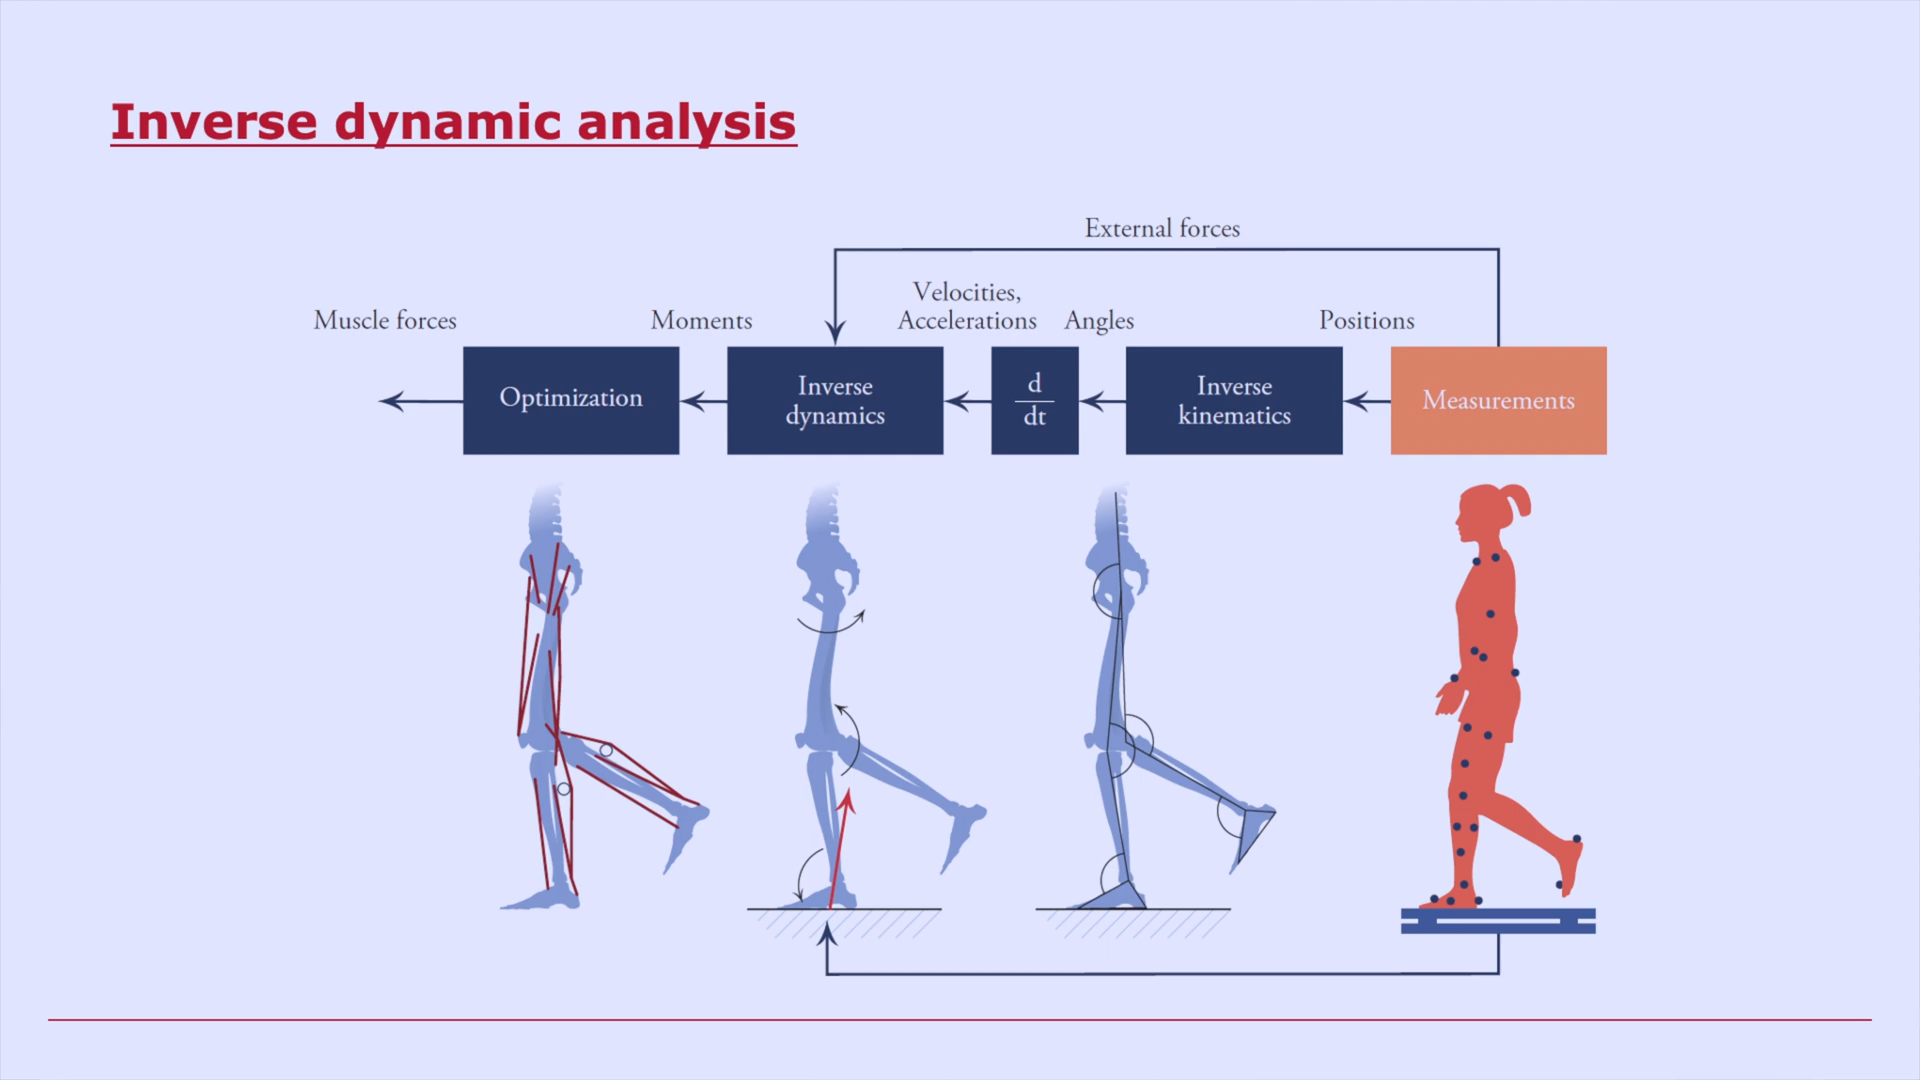 Inverse dynamic analysis
External forces
Muscle forces
Moments
Velocities,
Accelerations
Angles
Positions
Optimization
Inverse
dynamics
d
dt
Inverse
kinematics
Measurements